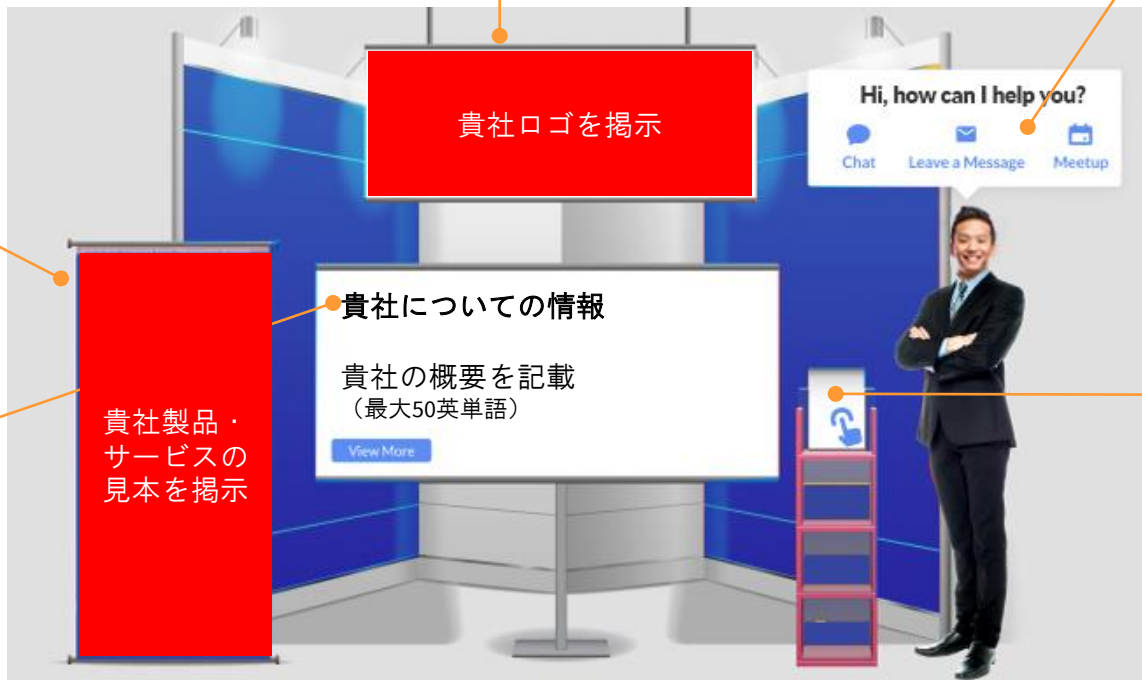 貴社ロゴを掲示
Hi, how can I help you?
Chat
Leave a Message
Meetup
貴社についての情報
貴社の概要を記載
（最大50英単語）
View More
貴社製品・
サービスの
見本を掲示